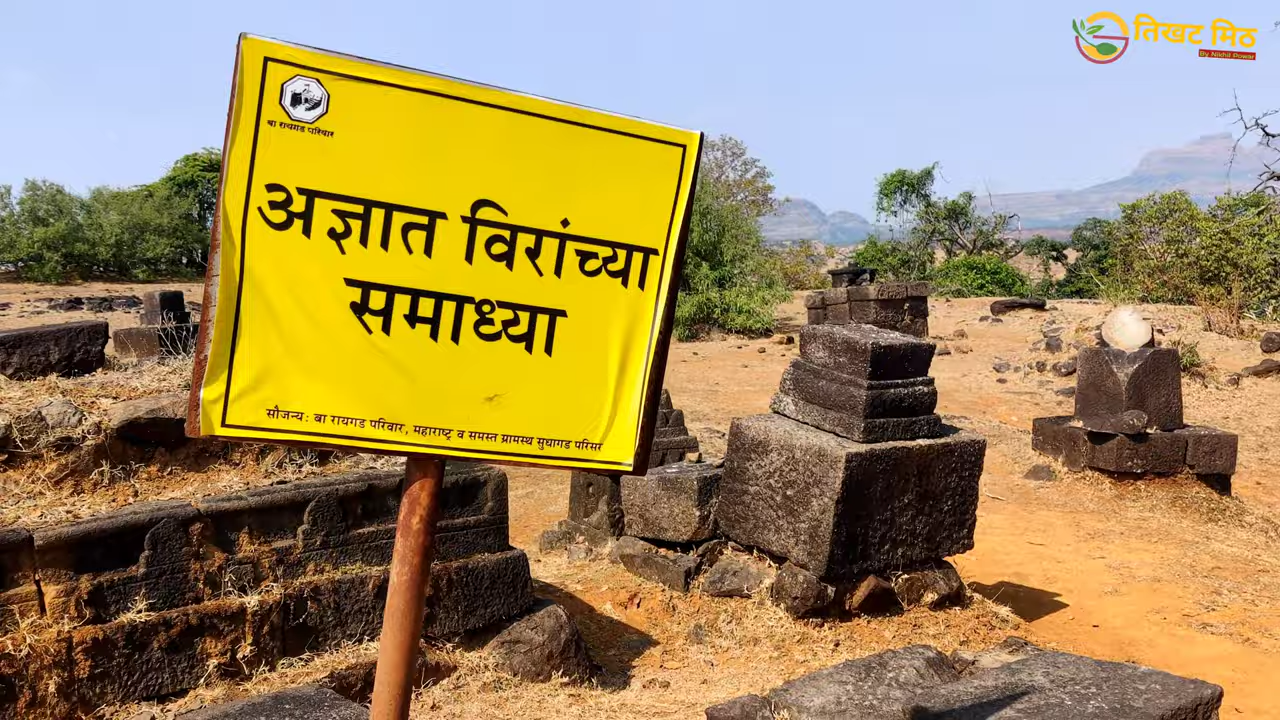 तिखट मिठ
By Nikhil Powar
बा रायगड परिवार
अज्ञात विरांच्या
समाध्या
सौजन्य: बा रायगड परिवार, महाराष्ट्र व समस्त ग्रामस्थ सुधागड परिसर